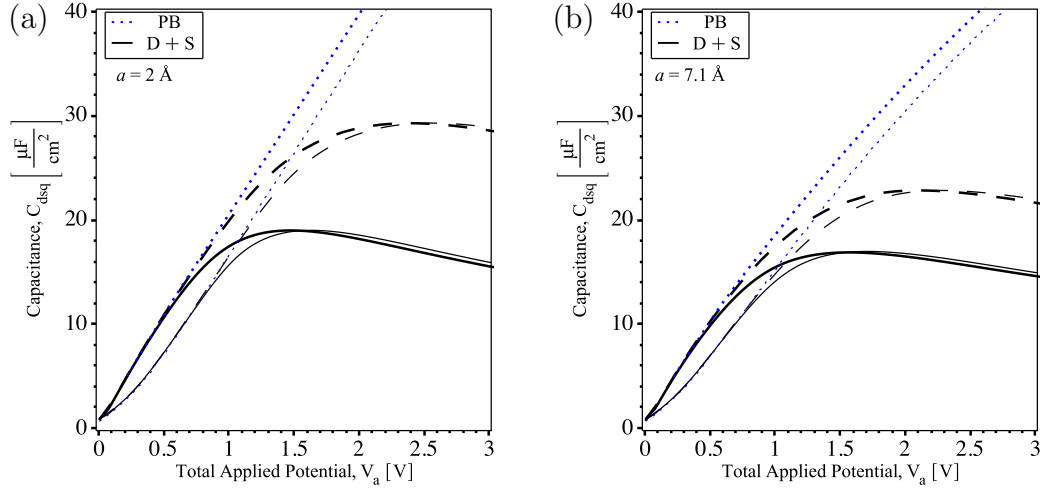 (a)
PB
D + S
a = 2 Å
40
30
20
10
0
Capacitance, C_dsq [ μF / cm² ]
0 0.5 1 1.5 2 2.5 3
Total Applied Potential, V_a [ V ]
(b)
PB
D + S
a = 7.1 Å
40
30
20
10
0
Capacitance, C_dsq [ μF / cm² ]
0 0.5 1 1.5 2 2.5 3
Total Applied Potential, V_a [ V ]